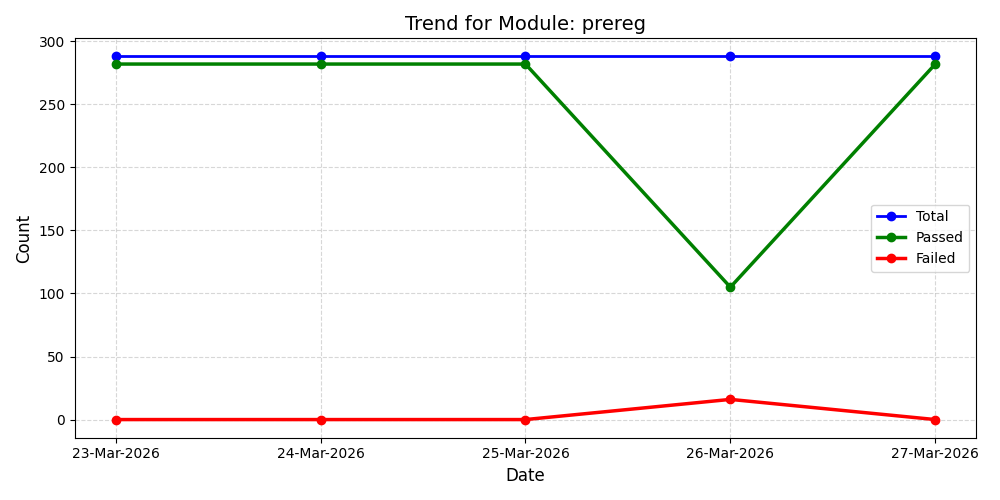 Trend for Module: prereg
300
250
200
150
100
50
0
Count
Total
Passed
Failed
23-Mar-2026
24-Mar-2026
25-Mar-2026
26-Mar-2026
27-Mar-2026
Date